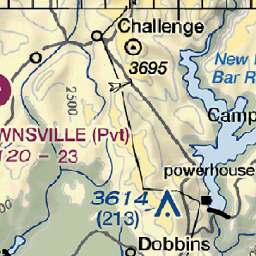 Challenge
3695
New
Bar R
2500
Camp
WNSVILLE (Pvt)
120 - 23
powerhouse
3614
(213)
Dobbins